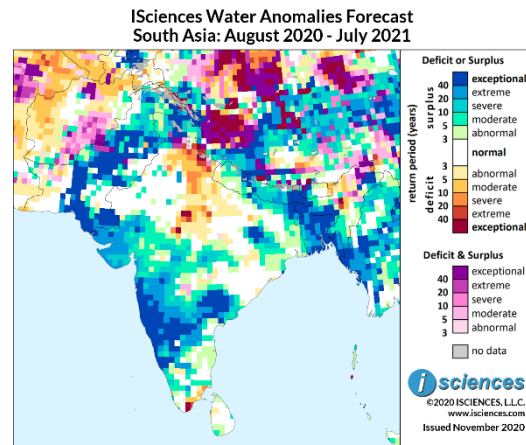 ISciences Water Anomalies Forecast
South Asia: August 2020 - July 2021
Deficit or Surplus
return period (years)
surplus
deficit
exceptional
40
extreme
20
severe
10
moderate
5
abnormal
3
normal
3
abnormal
5
moderate
10
severe
20
extreme
40
exceptional
Deficit & Surplus
exceptional
40
extreme
20
severe
10
moderate
5
abnormal
3
no data
isciences
©2020 ISCIENCES, L.L.C.
www.isciences.com
Issued November 2020